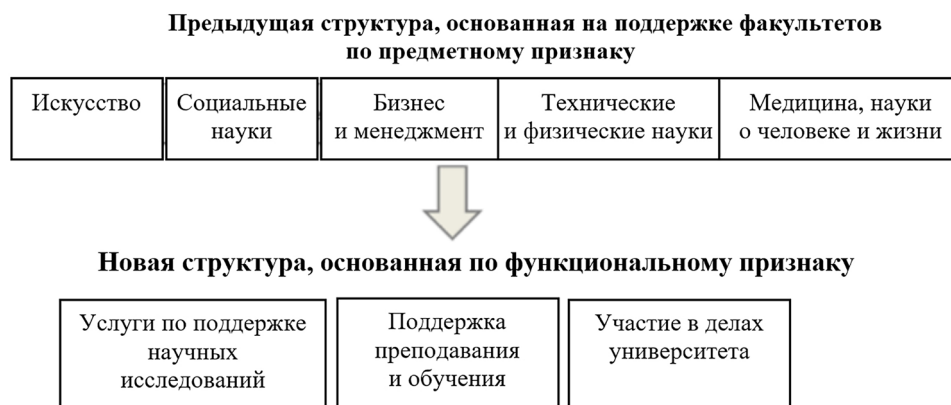 Предыдущая структура, основанная на поддержке факультетов
по предметному признаку
Искусство
Социальные
науки
Бизнес
и менеджмент
Технические
и физические науки
Медицина, науки
о человеке и жизни
Новая структура, основанная по функциональному признаку
Услуги по поддержке
научных
исследований
Поддержка
преподавания
и обучения
Участие в делах
университета